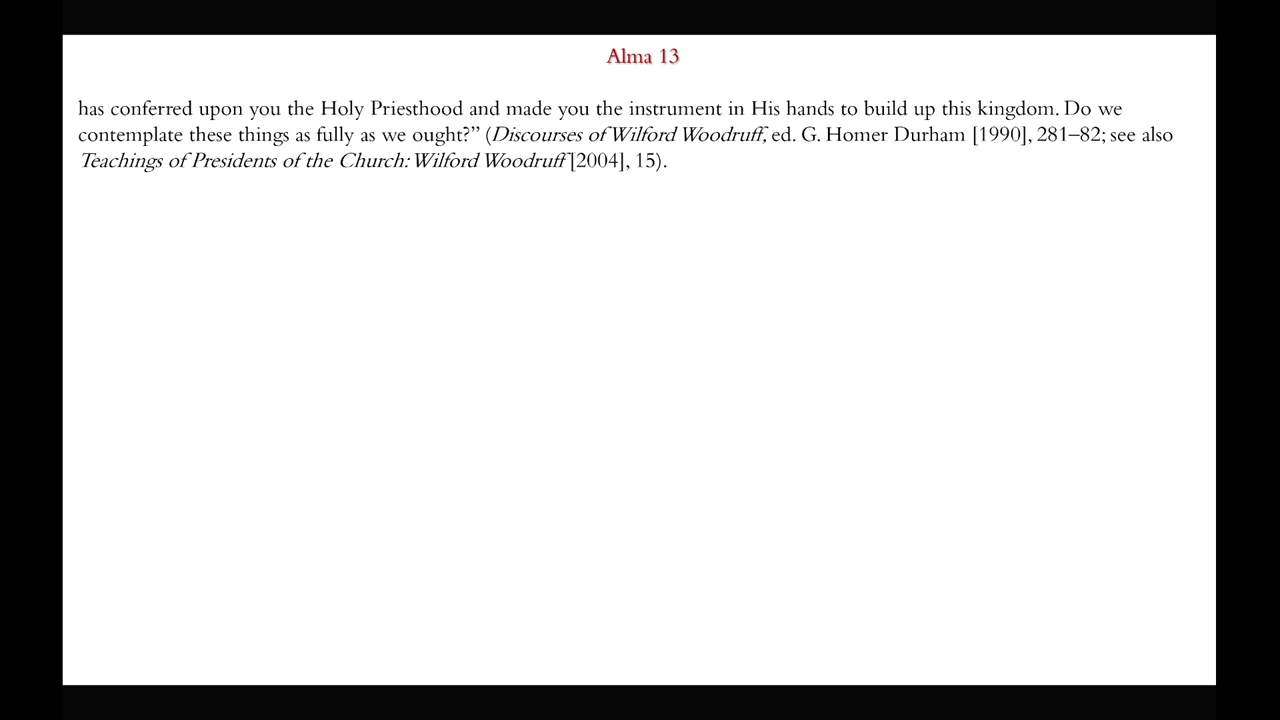 Alma 13
has conferred upon you the Holy Priesthood and made you the instrument in His hands to build up this kingdom. Do we
contemplate these things as fully as we ought?” (Discourses of Wilford Woodruff, ed. G. Homer Durham [1990], 281–82; see also
Teachings of Presidents of the Church: Wilford Woodruff [2004], 15).